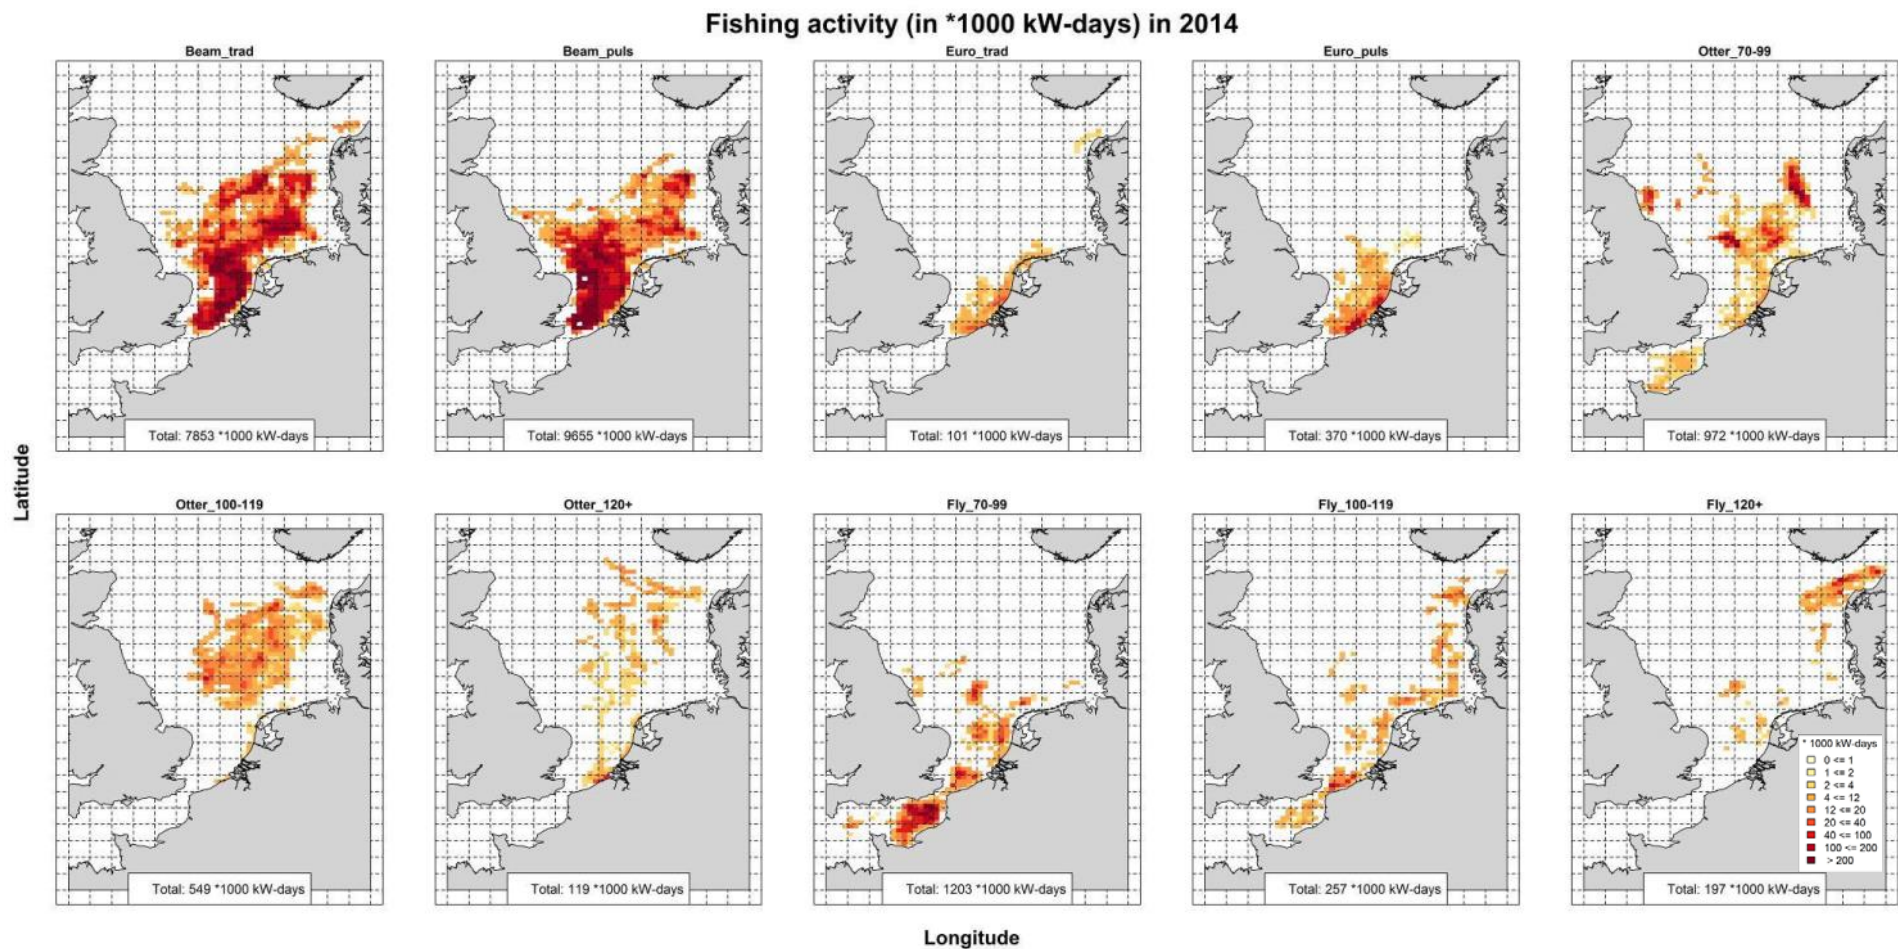 Fishing activity (in *1000 kW-days) in 2014
Beam_trad
Beam_puls
Euro_trad
Euro_puls
Otter_70-99
Total: 7853 *1000 kW-days
Total: 9655 *1000 kW-days
Total: 101 *1000 kW-days
Total: 370 *1000 kW-days
Total: 972 *1000 kW-days
Latitude
Otter_100-119
Otter_120+
Fly_70-99
Fly_100-119
Fly_120+
* 1000 kW-days
0 <= 1
1 <= 2
2 <= 4
4 <= 12
12 <= 20
20 <= 40
40 <= 100
100 <= 200
> 200
Total: 549 *1000 kW-days
Total: 119 *1000 kW-days
Total: 1203 *1000 kW-days
Total: 257 *1000 kW-days
Total: 197 *1000 kW-days
Longitude